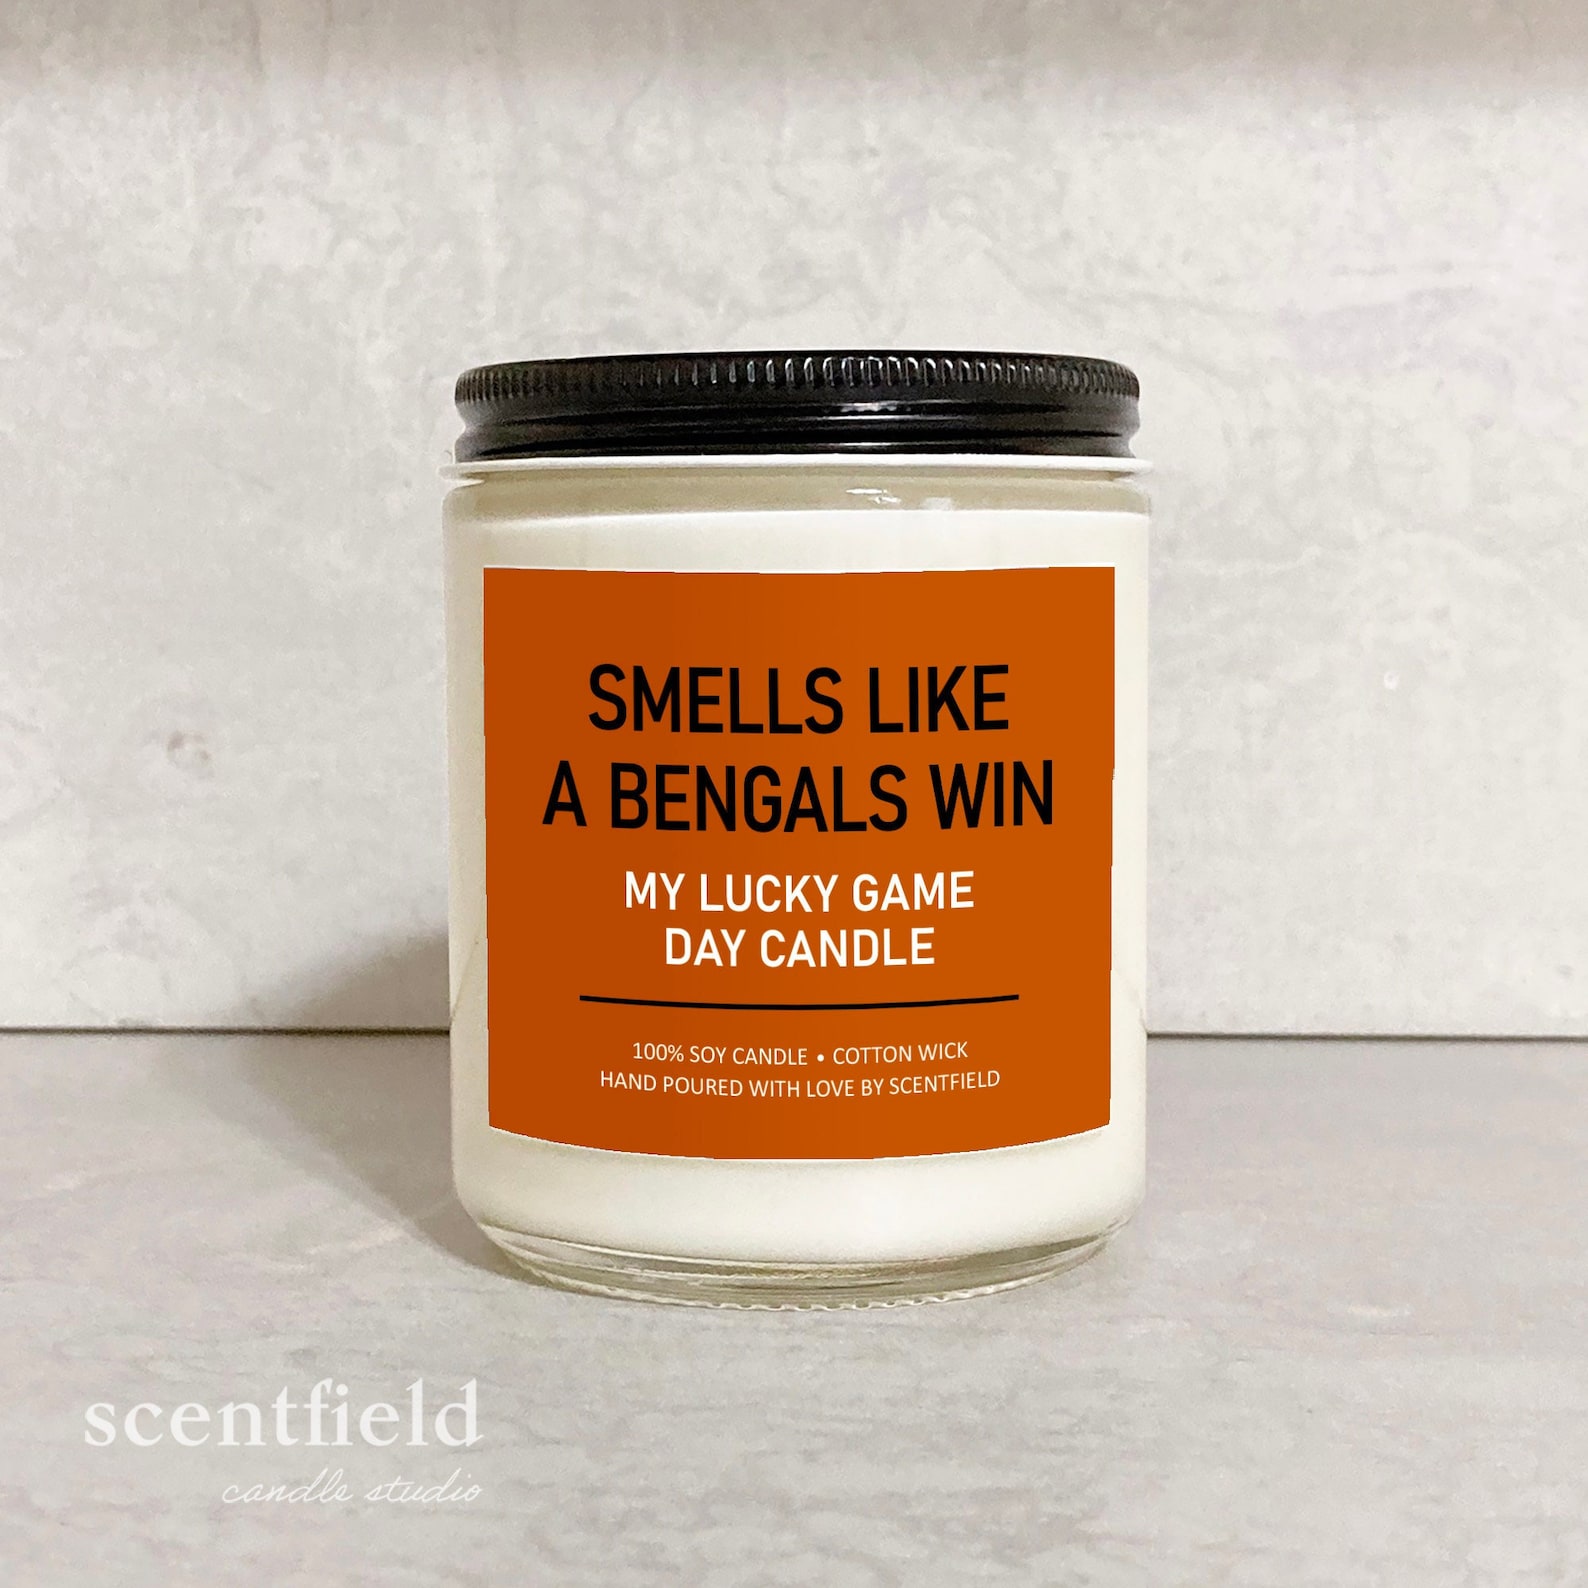 SMELLS LIKE
A BENGALS WIN
MY LUCKY GAME
DAY CANDLE
100% SOY CANDLE • COTTON WICK
HAND POURED WITH LOVE BY SCENTFIELD
scentfield
candle studio